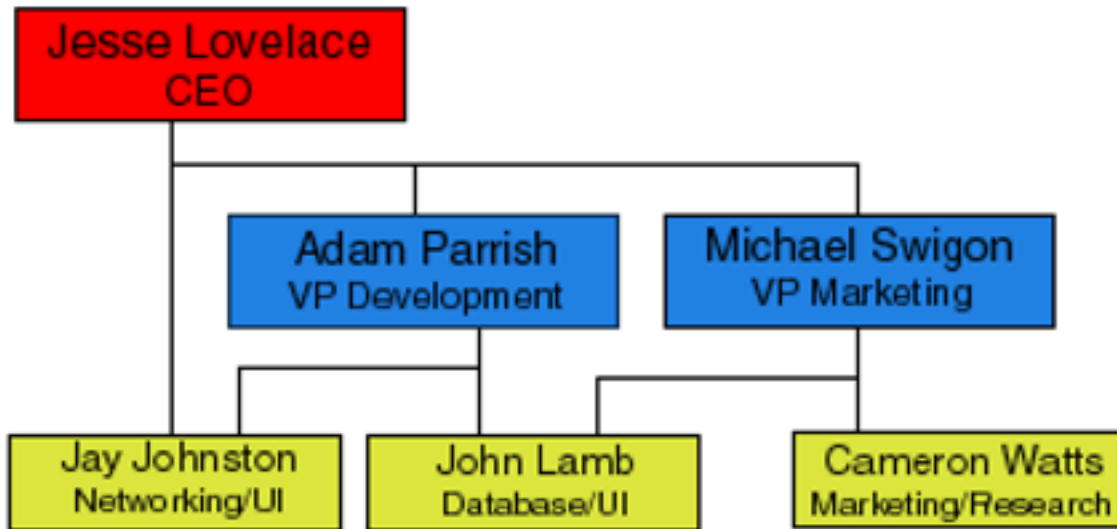 Jesse Lovelace
CEO
Adam Parrish
VP Development
Michael Swigon
VP Marketing
Jay Johnston
Networking/UI
John Lamb
Database/UI
Cameron Watts
Marketing/Research